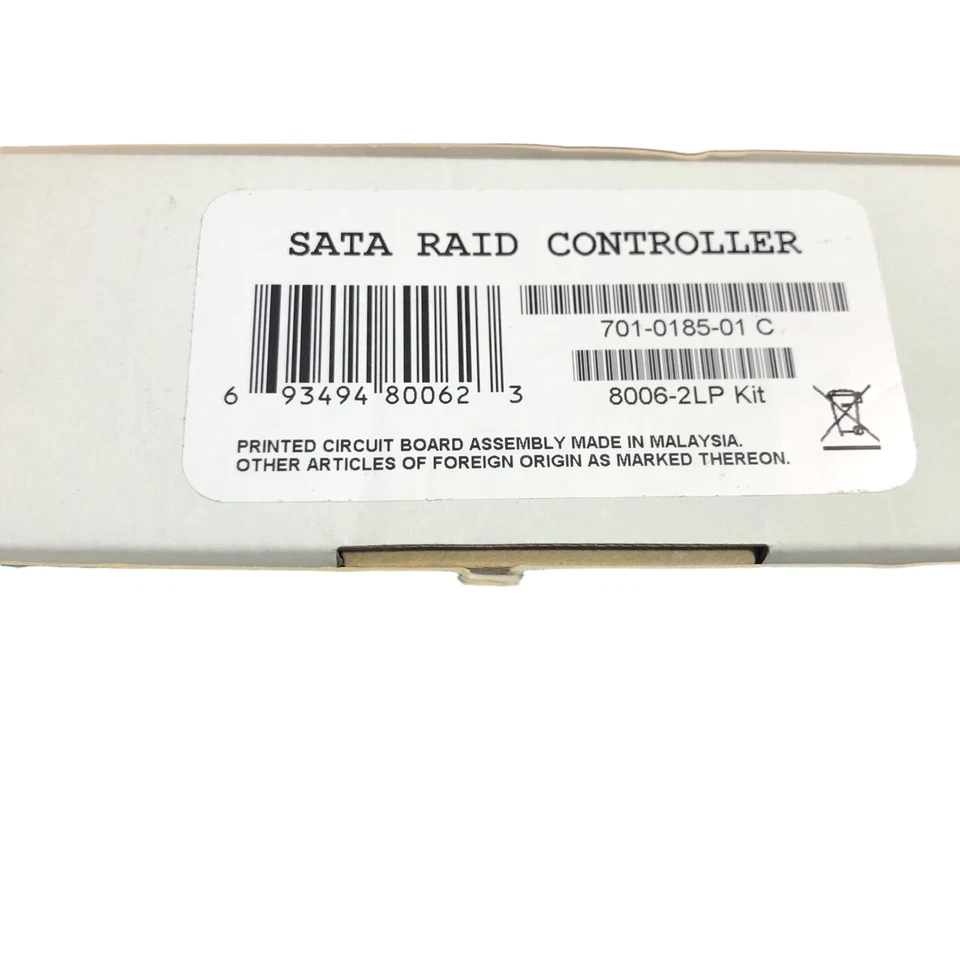 SATA RAID CONTROLLER
701-0185-01 C
8006-2LP Kit
6 93494 80062 3
PRINTED CIRCUIT BOARD ASSEMBLY MADE IN MALAYSIA.
OTHER ARTICLES OF FOREIGN ORIGIN AS MARKED THEREON.